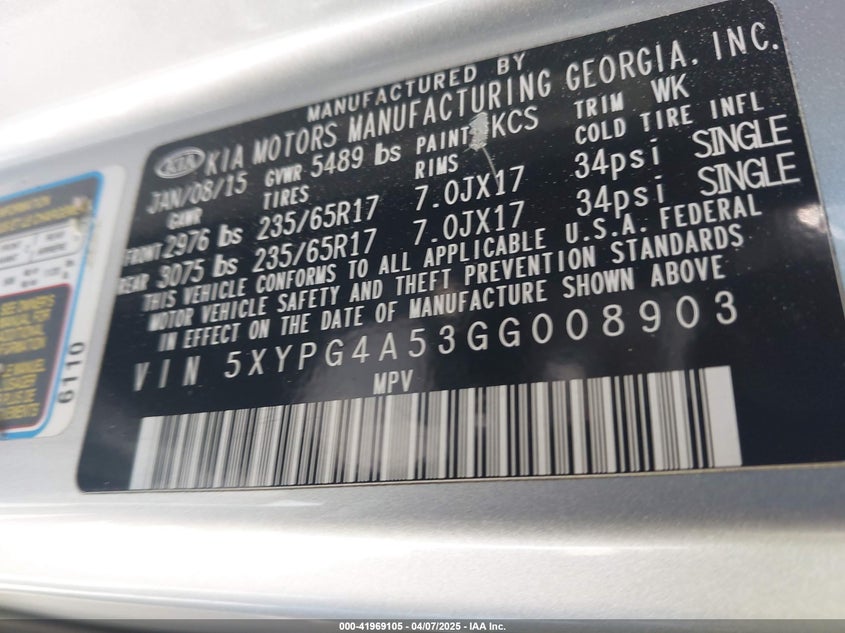 MANUFACTURED BY
KIA KIA MOTORS MANUFACTURING GEORGIA, INC.
JAN/08/15 GVWR 5489 lbs PAINT KCS TRIM WK
GAWR TIRES RIMS COLD TIRE INFL
FRONT 2976 lbs 235/65R17 7.0JX17 34psi SINGLE
REAR 3075 lbs 235/65R17 7.0JX17 34psi SINGLE
THIS VEHICLE CONFORMS TO ALL APPLICABLE U.S.A. FEDERAL
MOTOR VEHICLE SAFETY AND THEFT PREVENTION STANDARDS
IN EFFECT ON THE DATE OF MANUFACTURE SHOWN ABOVE
VIN 5XYPG4A53GG008903
MPV
6110
000-41969105 - 04/07/2025 - IAA Inc.